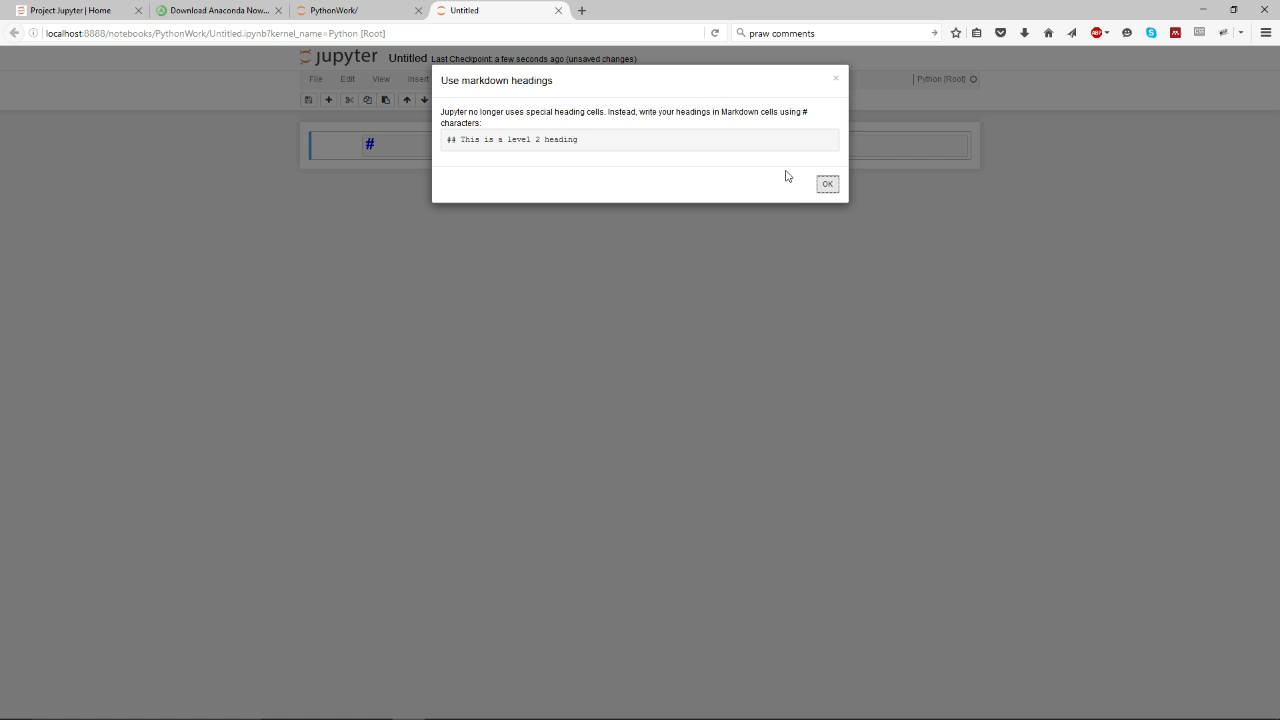 Project Jupyter | Home
Download Anaconda Now...
PythonWork/
Untitled
localhost:8888/notebooks/PythonWork/Untitled.ipynb?kernel_name=Python [Root]
praw comments
ABP
jupyter Untitled Last Checkpoint: a few seconds ago (unsaved changes)
File Edit View Insert
Python [Root]
Use markdown headings
Jupyter no longer uses special heading cells. Instead, write your headings in Markdown cells using #
characters:
## This is a level 2 heading
#
OK